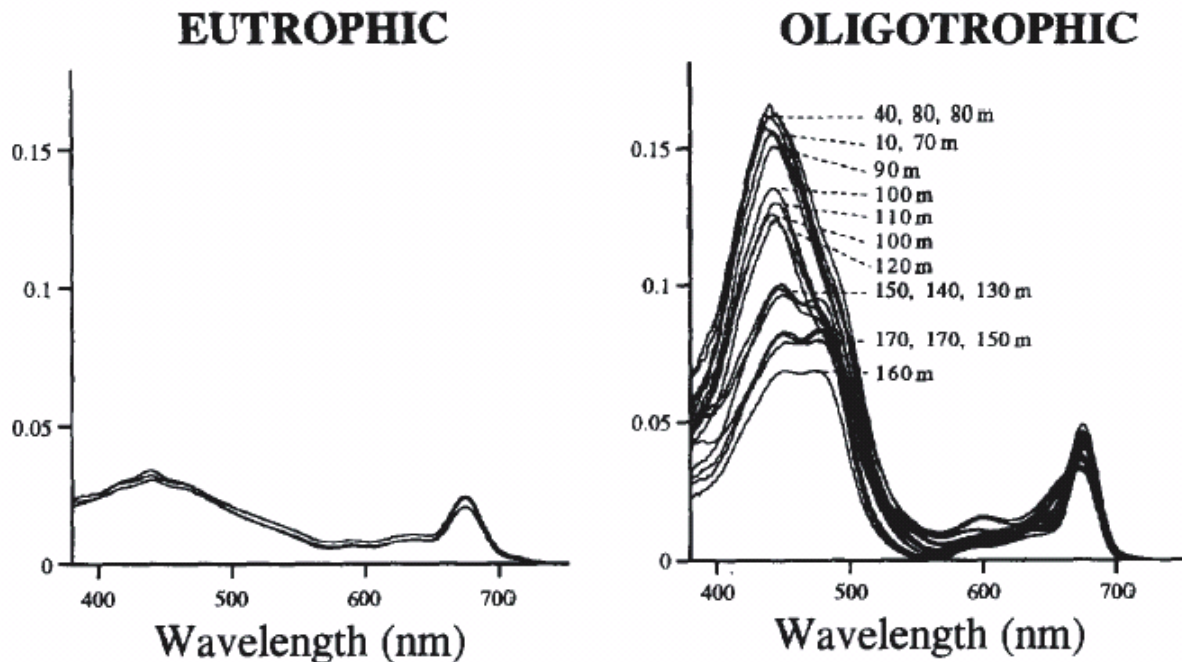 EUTROPHIC
0.15
0.1
0.05
0
400 500 600 700
Wavelength (nm)
OLIGOTROPHIC
0.15
0.1
0.05
0
40, 80, 80 m
10, 70 m
90 m
100 m
110 m
100 m
120 m
150, 140, 130 m
170, 170, 150 m
160 m
400 500 600 700
Wavelength (nm)